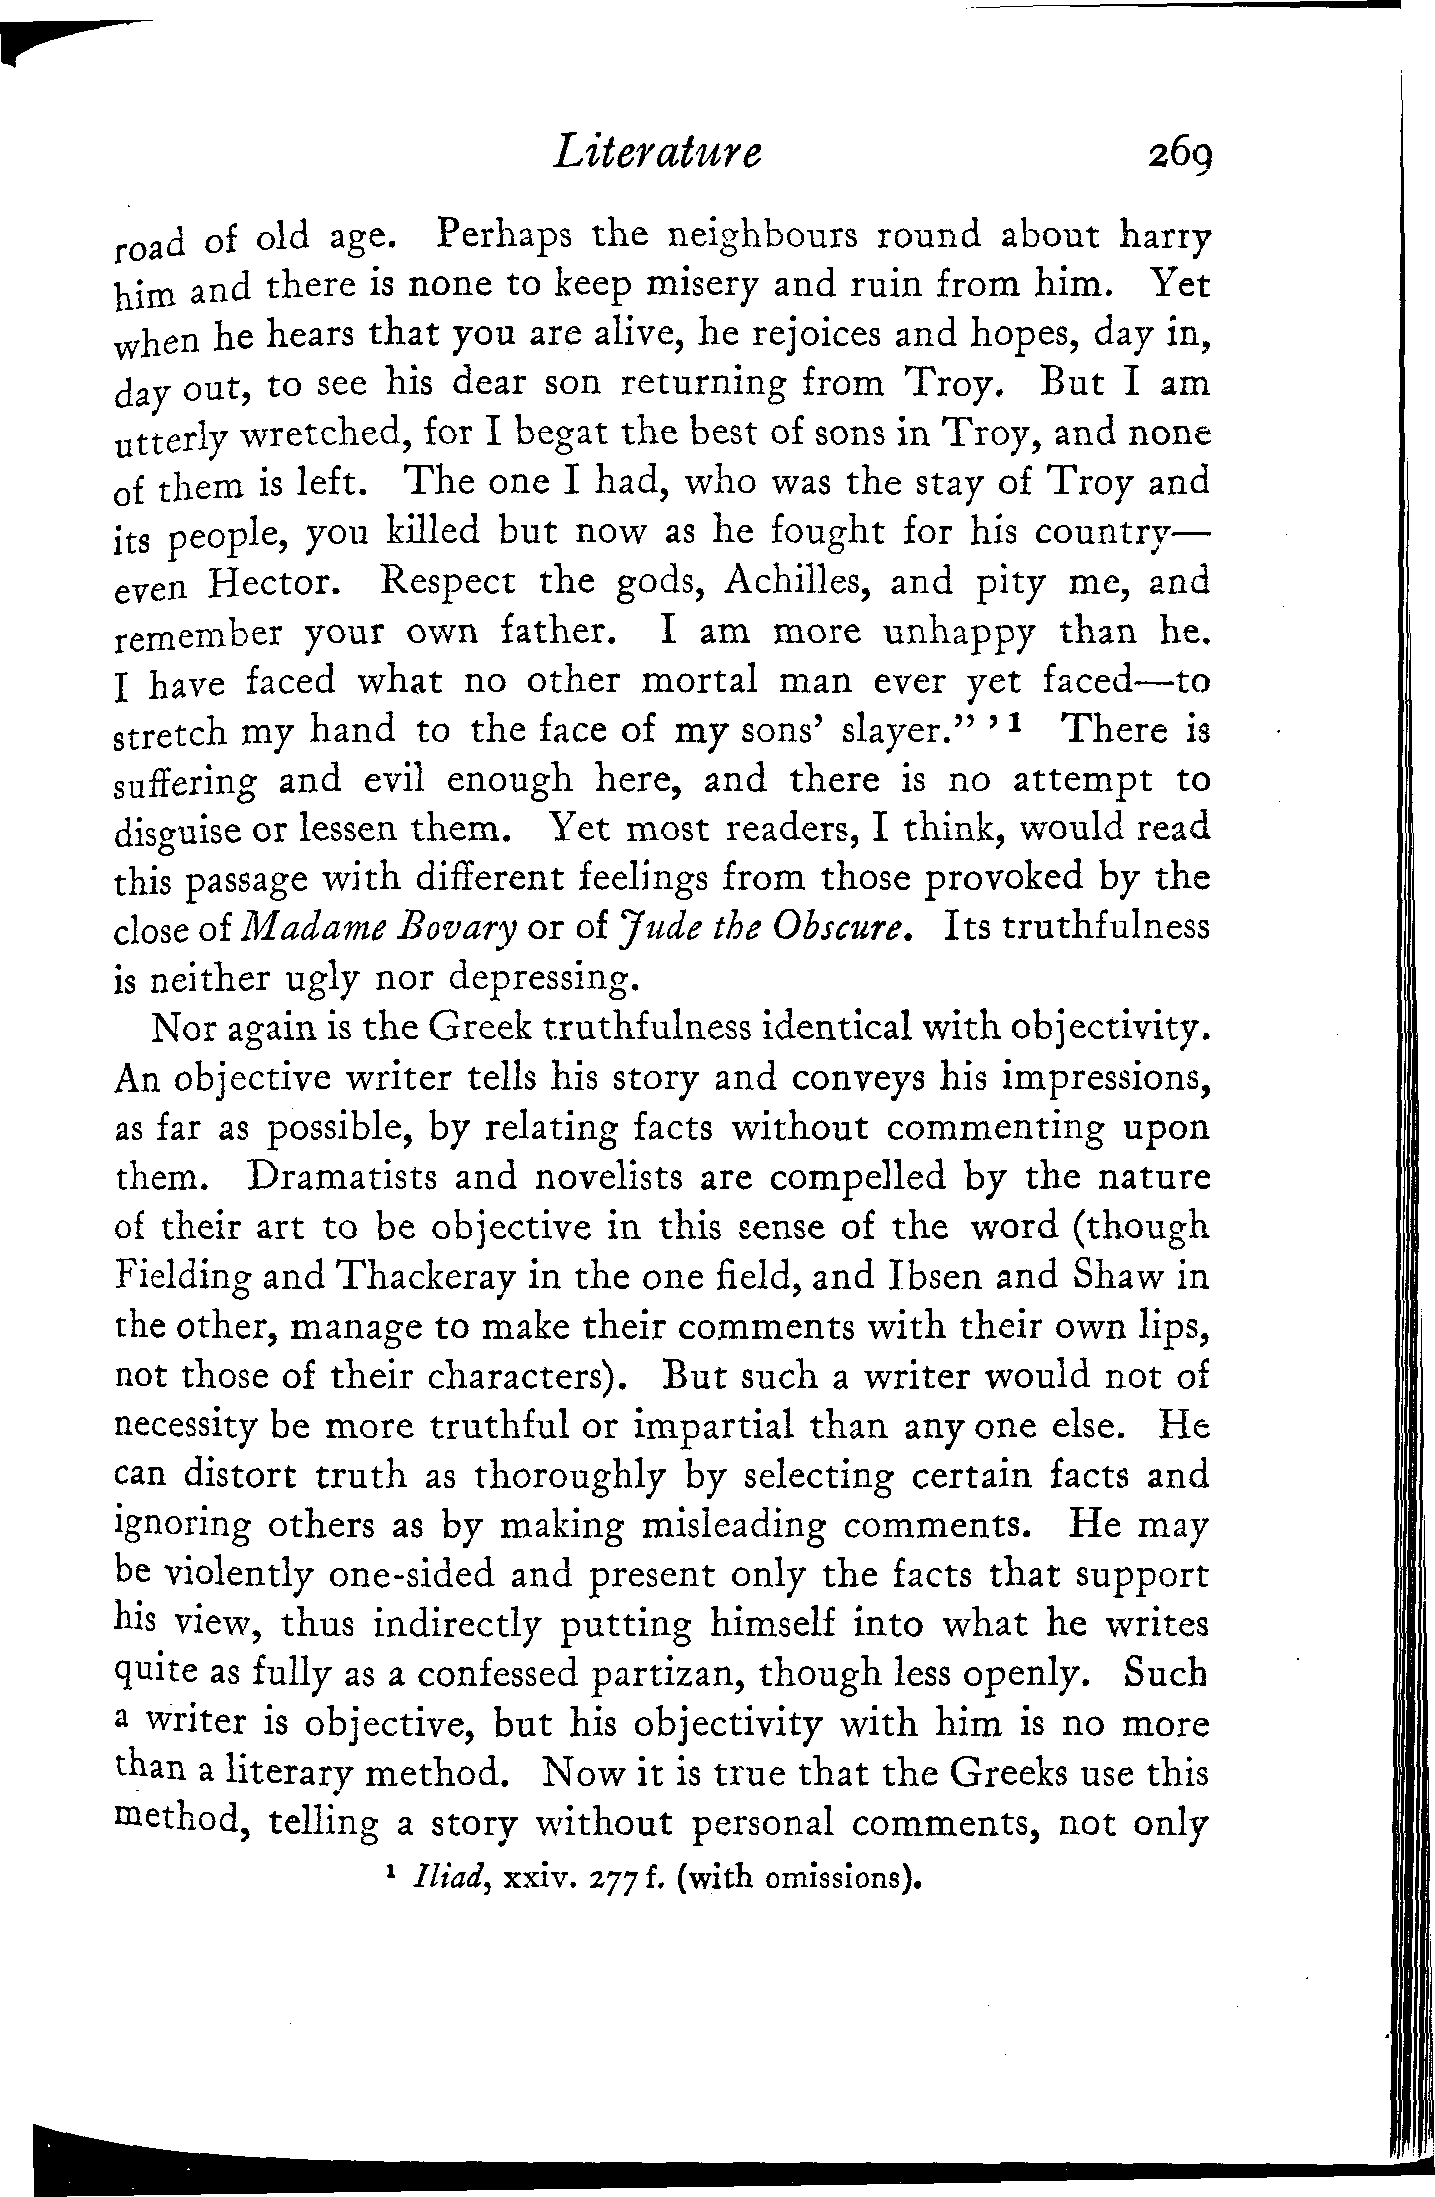 Literature 269
road of old age. Perhaps the neighbours round about harry
him and there is none to keep misery and ruin from him. Yet
when he hears that you are alive, he rejoices and hopes, day in,
day out, to see his dear son returning from Troy. But I am
utterly wretched, for I begat the best of sons in Troy, and none
of them is left. The one I had, who was the stay of Troy and
its people, you killed but now as he fought for his country—
even Hector. Respect the gods, Achilles, and pity me, and
remember your own father. I am more unhappy than he.
I have faced what no other mortal man ever yet faced—to
stretch my hand to the face of my sons’ slayer.” ’ ¹ There is
suffering and evil enough here, and there is no attempt to
disguise or lessen them. Yet most readers, I think, would read
this passage with different feelings from those provoked by the
close of Madame Bovary or of Jude the Obscure. Its truthfulness
is neither ugly nor depressing.
Nor again is the Greek truthfulness identical with objectivity.
An objective writer tells his story and conveys his impressions,
as far as possible, by relating facts without commenting upon
them. Dramatists and novelists are compelled by the nature
of their art to be objective in this sense of the word (though
Fielding and Thackeray in the one field, and Ibsen and Shaw in
the other, manage to make their comments with their own lips,
not those of their characters). But such a writer would not of
necessity be more truthful or impartial than any one else. He
can distort truth as thoroughly by selecting certain facts and
ignoring others as by making misleading comments. He may
be violently one-sided and present only the facts that support
his view, thus indirectly putting himself into what he writes
quite as fully as a confessed partizan, though less openly. Such
a writer is objective, but his objectivity with him is no more
than a literary method. Now it is true that the Greeks use this
method, telling a story without personal comments, not only
¹ Iliad, xxiv. 277 f. (with omissions).